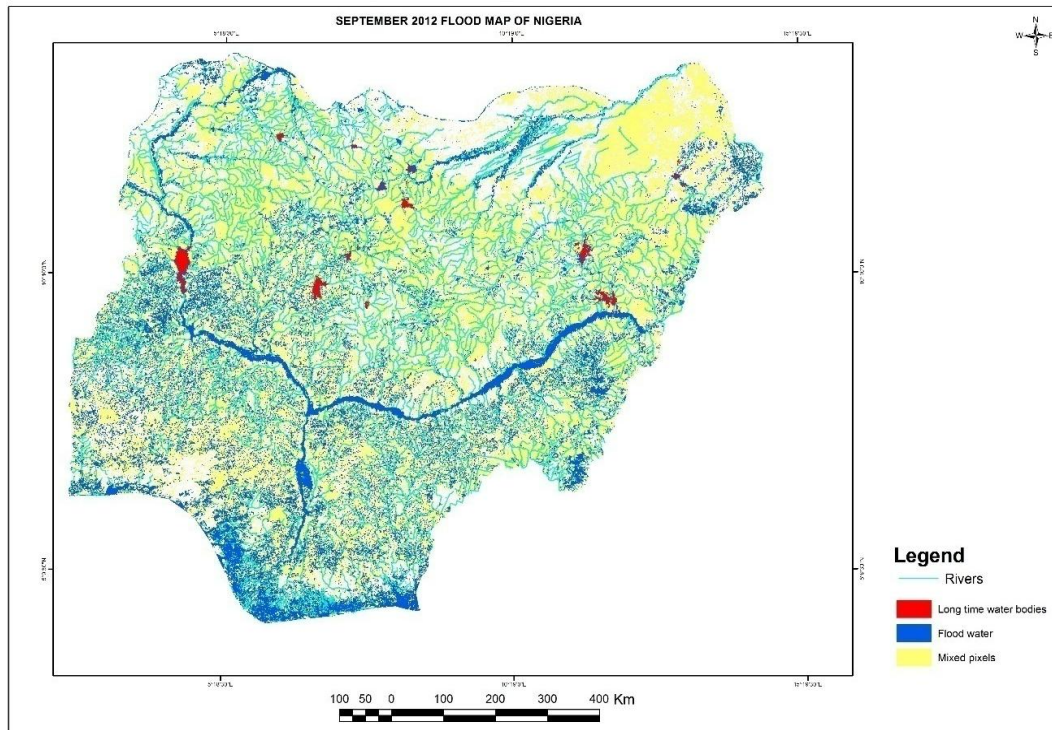 SEPTEMBER 2012 FLOOD MAP OF NIGERIA
N
W E
S
Legend
Rivers
Long time water bodies
Flood water
Mixed pixels
100 50 0 100 200 300 400 Km